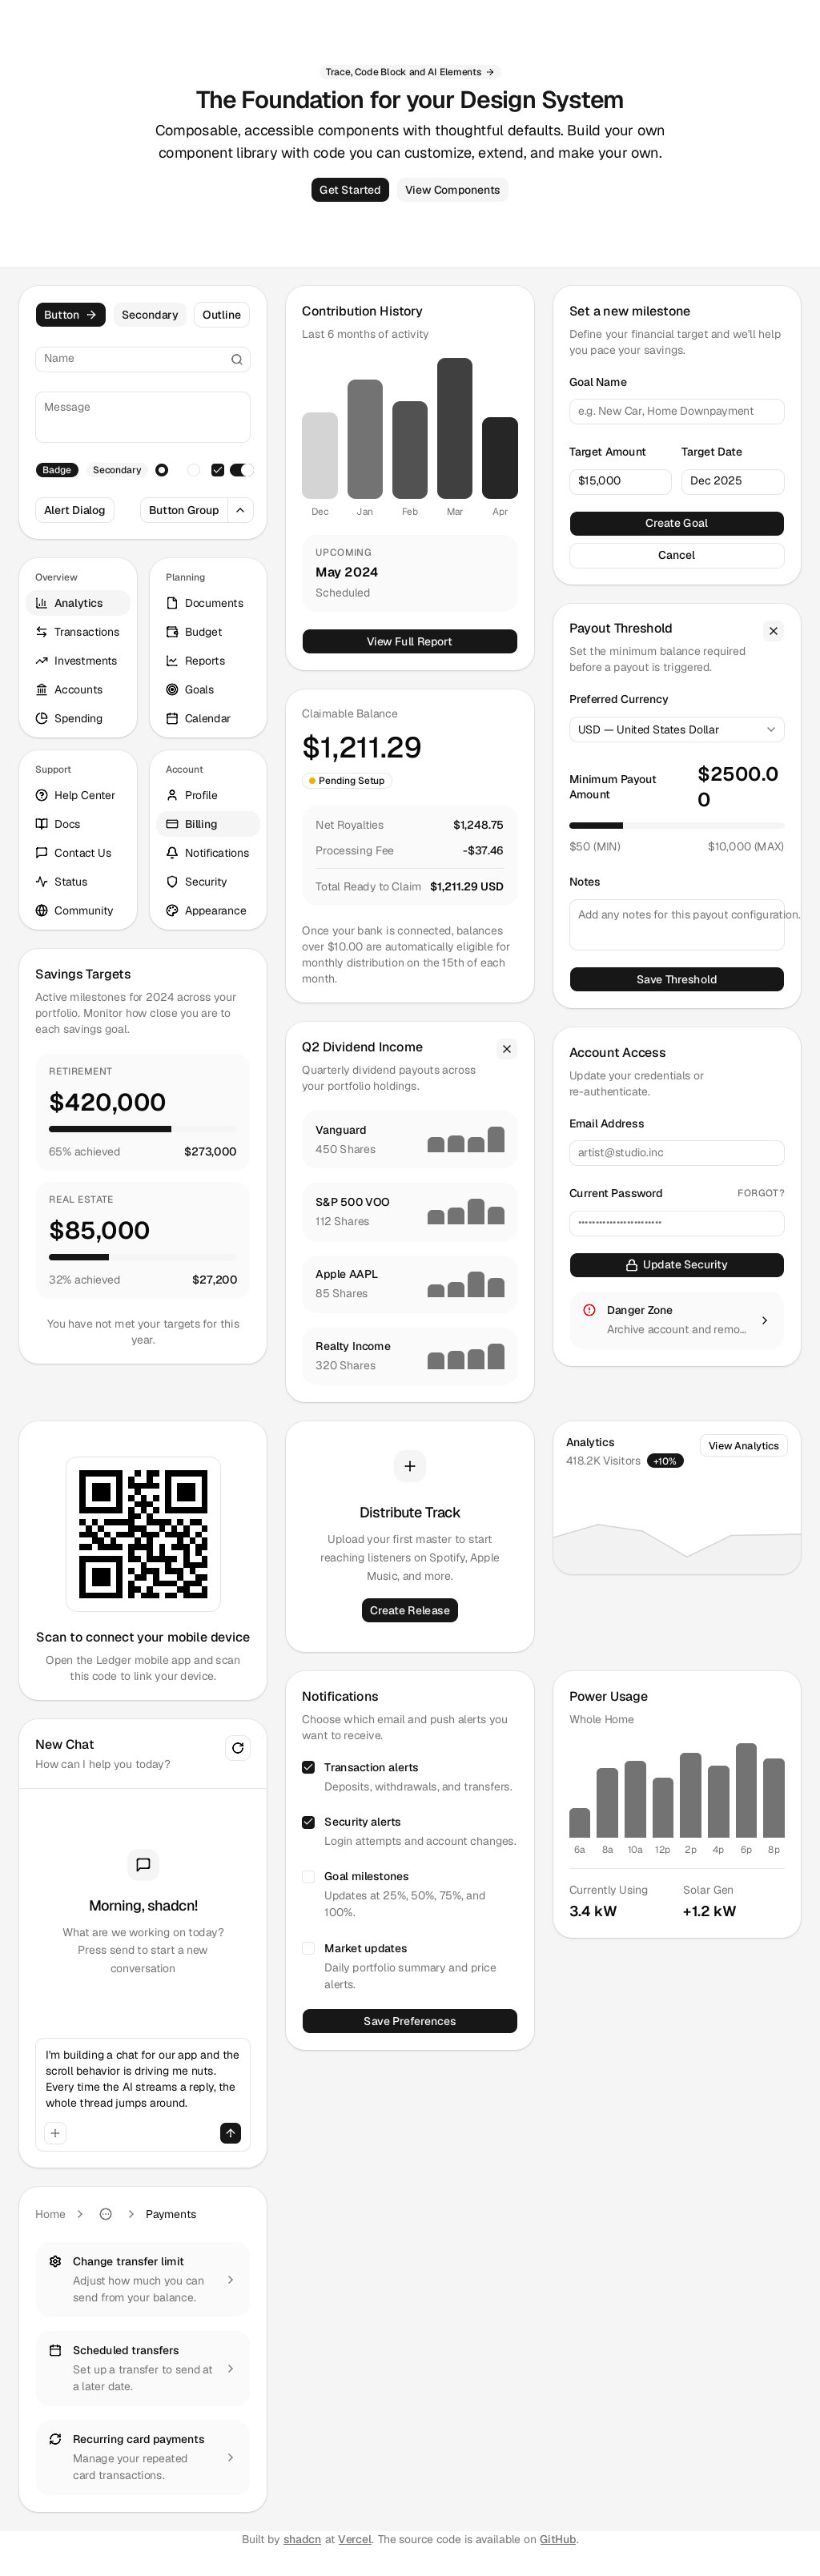 Trace, Code Block and AI Elements
The Foundation for your Design System
Composable, accessible components with thoughtful defaults. Build your own
component library with code you can customize, extend, and make your own.
Get Started
View Components
Button
Secondary
Outline
Name
Message
Badge
Secondary
Alert Dialog
Button Group
Overview
Analytics
Transactions
Investments
Accounts
Spending
Planning
Documents
Budget
Reports
Goals
Calendar
Support
Help Center
Docs
Contact Us
Status
Community
Account
Profile
Billing
Notifications
Security
Appearance
Savings Targets
Active milestones for 2024 across your
portfolio. Monitor how close you are to
each savings goal.
RETIREMENT
$420,000
65% achieved
$273,000
REAL ESTATE
$85,000
32% achieved
$27,200
You have not met your targets for this
year.
Contribution History
Last 6 months of activity
Dec
Jan
Feb
Mar
Apr
UPCOMING
May 2024
Scheduled
View Full Report
Claimable Balance
$1,211.29
Pending Setup
Net Royalties
$1,248.75
Processing Fee
-$37.46
Total Ready to Claim
$1,211.29 USD
Once your bank is connected, balances
over $10.00 are automatically eligible for
monthly distribution on the 15th of each
month.
Q2 Dividend Income
Quarterly dividend payouts across
your portfolio holdings.
Vanguard
450 Shares
S&P 500 VOO
112 Shares
Apple AAPL
85 Shares
Realty Income
320 Shares
Set a new milestone
Define your financial target and we'll help
you pace your savings.
Goal Name
e.g. New Car, Home Downpayment
Target Amount
Target Date
$15,000
Dec 2025
Create Goal
Cancel
Payout Threshold
Set the minimum balance required
before a payout is triggered.
Preferred Currency
USD — United States Dollar
Minimum Payout
Amount
$2500.0
0
$50 (MIN)
$10,000 (MAX)
Notes
Add any notes for this payout configuration.
Save Threshold
Account Access
Update your credentials or
re-authenticate.
Email Address
artist@studio.inc
Current Password
FORGOT?
Update Security
Danger Zone
Archive account and remo...
Scan to connect your mobile device
Open the Ledger mobile app and scan
this code to link your device.
New Chat
How can I help you today?
Morning, shadcn!
What are we working on today?
Press send to start a new
conversation
I'm building a chat for our app and the
scroll behavior is driving me nuts.
Every time the AI streams a reply, the
whole thread jumps around.
Home
Payments
Change transfer limit
Adjust how much you can
send from your balance.
Scheduled transfers
Set up a transfer to send at
a later date.
Recurring card payments
Manage your repeated
card transactions.
Distribute Track
Upload your first master to start
reaching listeners on Spotify, Apple
Music, and more.
Create Release
Notifications
Choose which email and push alerts you
want to receive.
Transaction alerts
Deposits, withdrawals, and transfers.
Security alerts
Login attempts and account changes.
Goal milestones
Updates at 25%, 50%, 75%, and
100%.
Market updates
Daily portfolio summary and price
alerts.
Save Preferences
Analytics
418.2K Visitors
+10%
View Analytics
Power Usage
Whole Home
6a
8a
10a
12p
2p
4p
6p
8p
Currently Using
3.4 kW
Solar Gen
+1.2 kW
Built by shadcn at Vercel. The source code is available on GitHub.